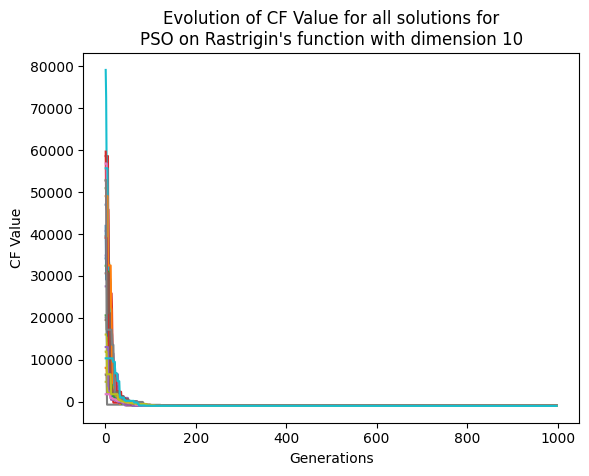 Evolution of CF Value for all solutions for
PSO on Rastrigin's function with dimension 10
80000
70000
60000
50000
40000
30000
20000
10000
0
CF Value
0 200 400 600 800 1000
Generations